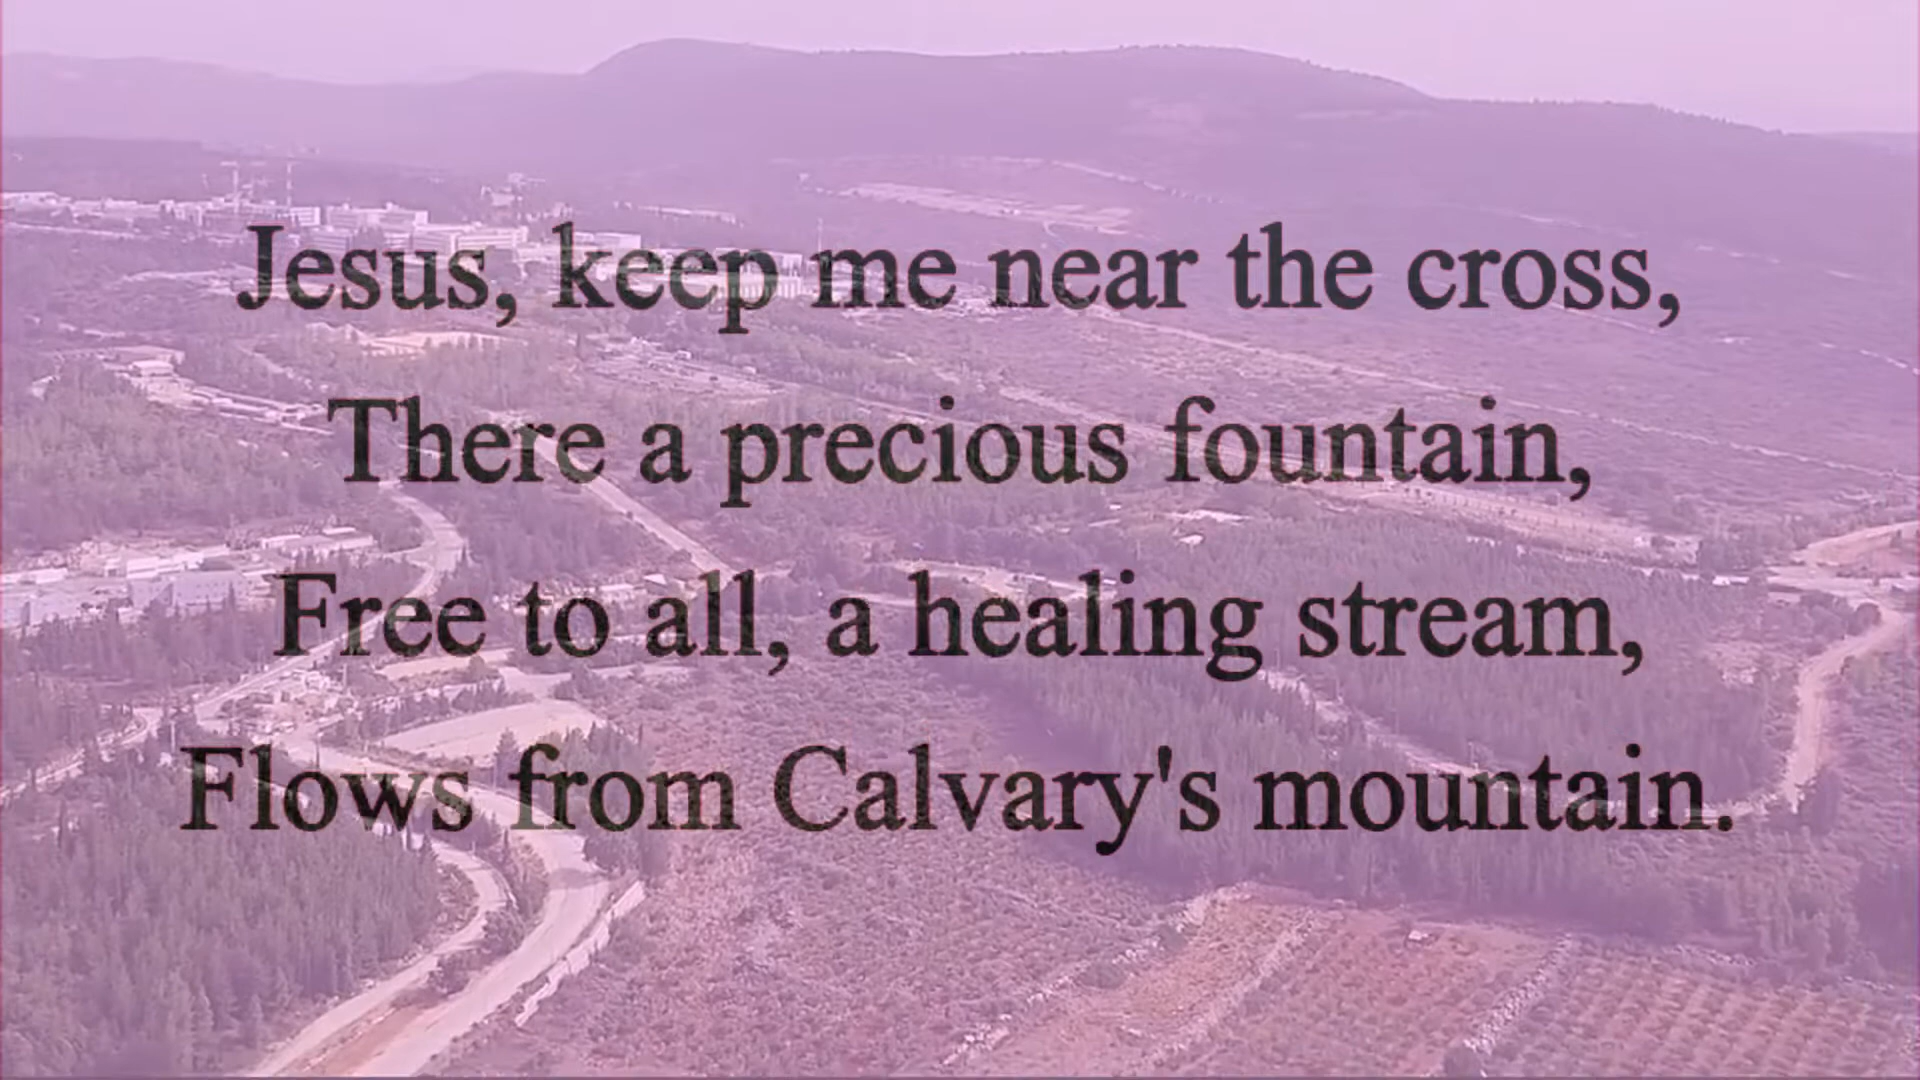 Jesus, keep me near the cross,
There a precious fountain,
Free to all, a healing stream,
Flows from Calvary's mountain.